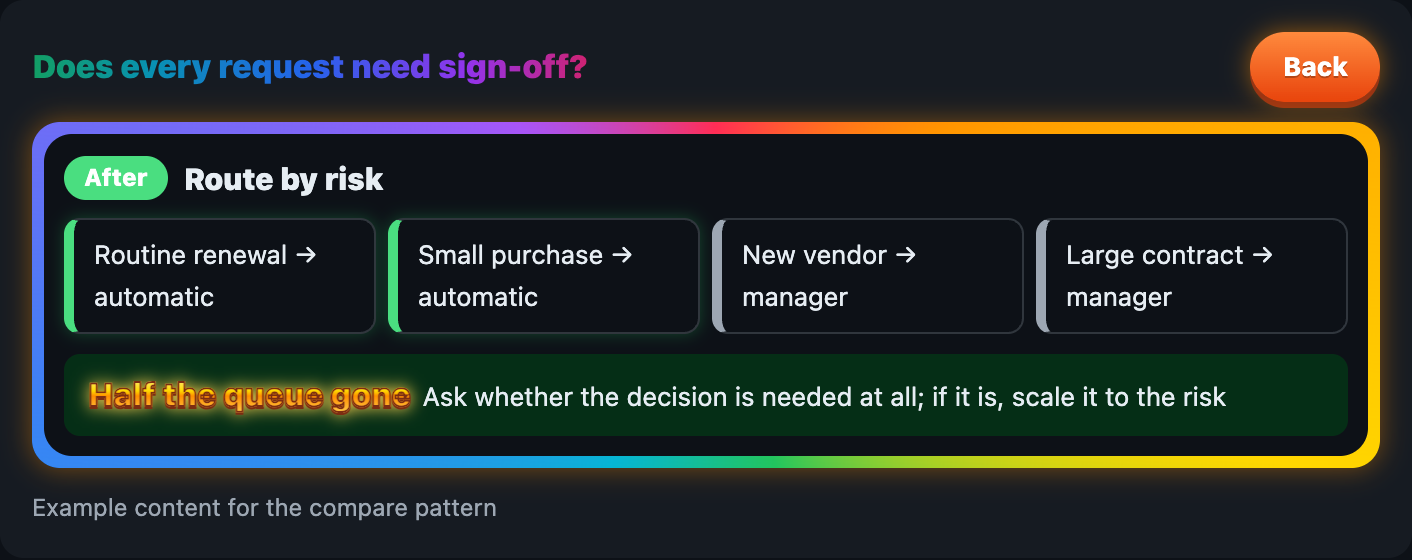 Does every request need sign-off?
Back
After
Route by risk
Routine renewal →
automatic
Small purchase →
automatic
New vendor →
manager
Large contract →
manager
Half the queue gone Ask whether the decision is needed at all; if it is, scale it to the risk
Example content for the compare pattern